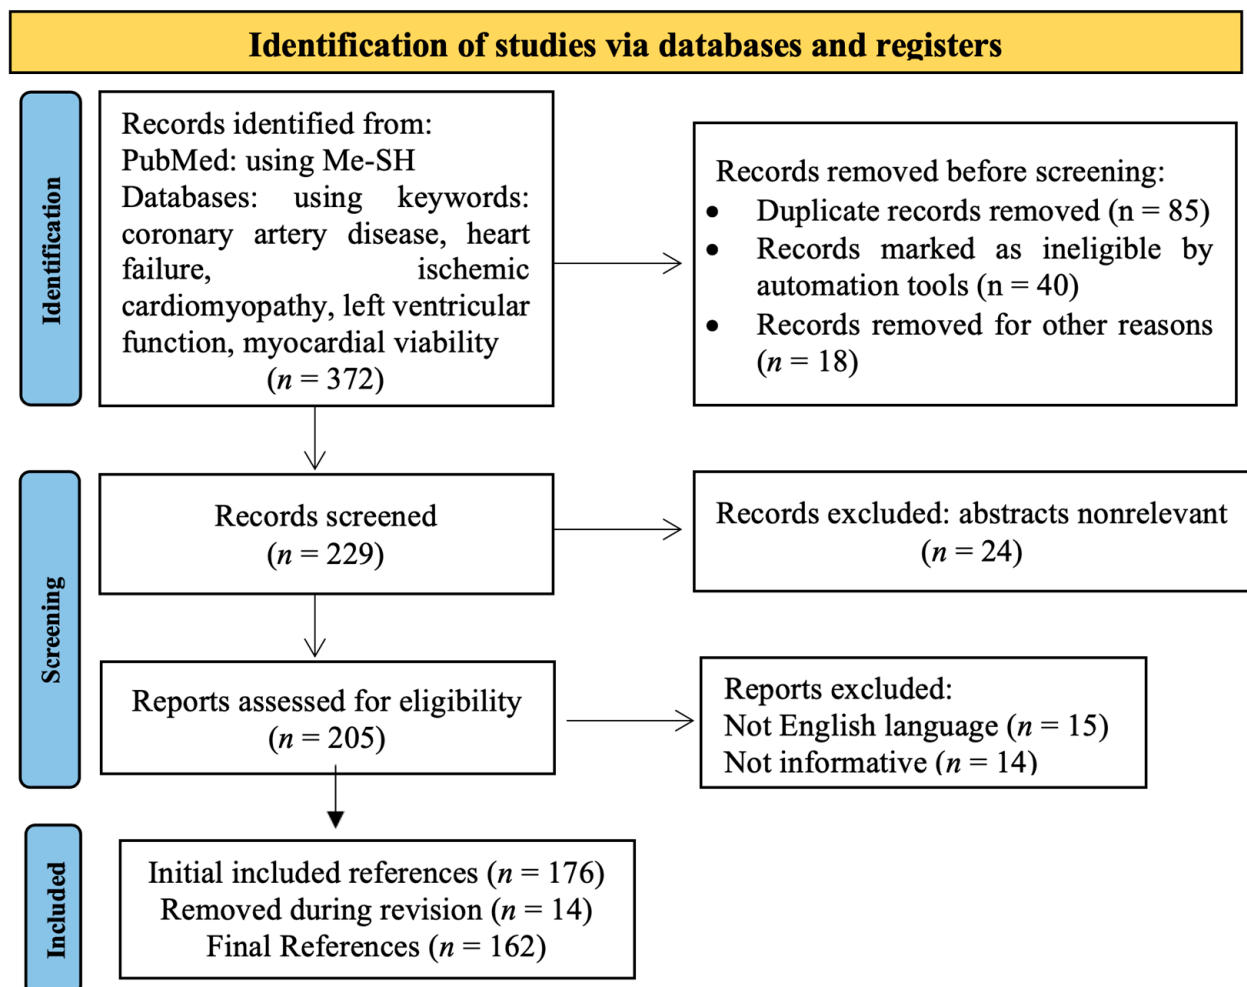 Identification of studies via databases and registers
Identification
Records identified from:
PubMed: using Me-SH
Databases: using keywords:
coronary artery disease, heart
failure, ischemic
cardiomyopathy, left ventricular
function, myocardial viability
(n = 372)
Records removed before screening:
• Duplicate records removed (n = 85)
• Records marked as ineligible by
automation tools (n = 40)
• Records removed for other reasons
(n = 18)
Screening
Records screened
(n = 229)
Records excluded: abstracts nonrelevant
(n = 24)
Reports assessed for eligibility
(n = 205)
Reports excluded:
Not English language (n = 15)
Not informative (n = 14)
Included
Initial included references (n = 176)
Removed during revision (n = 14)
Final References (n = 162)